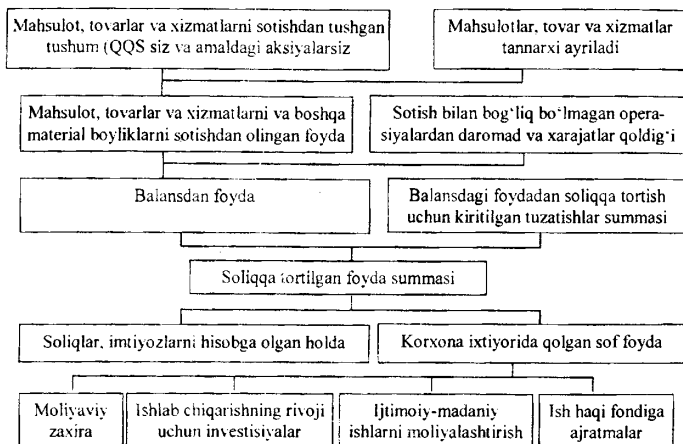 Mahsulot, tovarlar va xizmatlarni sotishdan tushgan
tushum (QQS siz va amaldagi aksiyalarsiz
Mahsulotlar, tovar va xizmatlar
tannarxi ayriladi
Mahsulot, tovarlar va xizmatlarni va boshqa
material boyliklarni sotishdan olingan foyda
Sotish bilan bog‘liq bo‘lmagan opera-
siyalardan daromad va xarajatlar qoldig‘i
Balansdan foyda
Balansdagi foydadan soliqqa tortish
uchun kiritilgan tuzatishlar summasi
Soliqqa tortilgan foyda summasi
Soliqlar, imtiyozlarni hisobga olgan holda
Korxona ixtiyorida qolgan sof foyda
Moliyaviy
zaxira
Ishlab chiqarishning rivoji
uchun investisiyalar
Ijtimoiy-madaniy
ishlarni moliyalashtirish
Ish haqi fondiga
ajratmalar